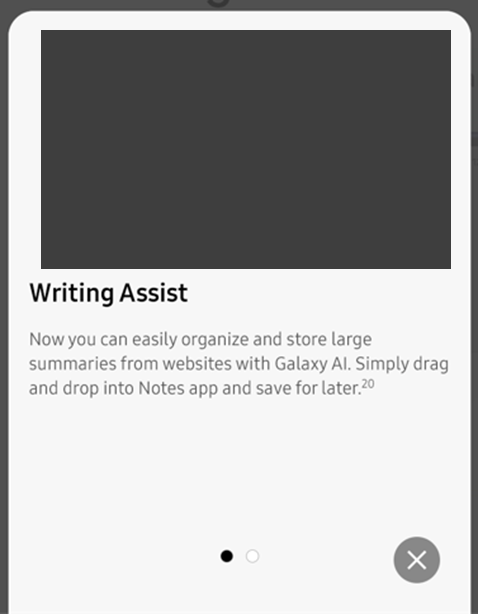 Writing Assist
Now you can easily organize and store large
summaries from websites with Galaxy AI. Simply drag
and drop into Notes app and save for later.20